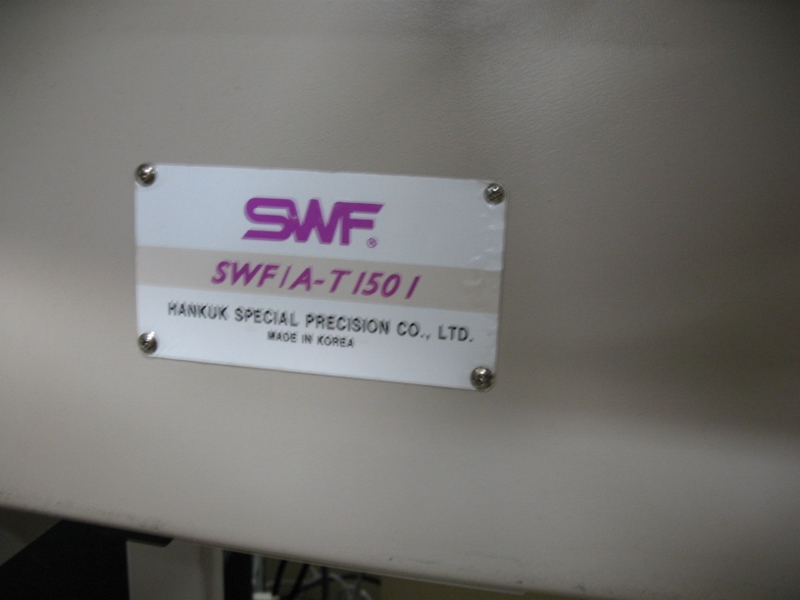 SWF®
SWF/A-T1501
HANKUK SPECIAL PRECISION CO., LTD.
MADE IN KOREA